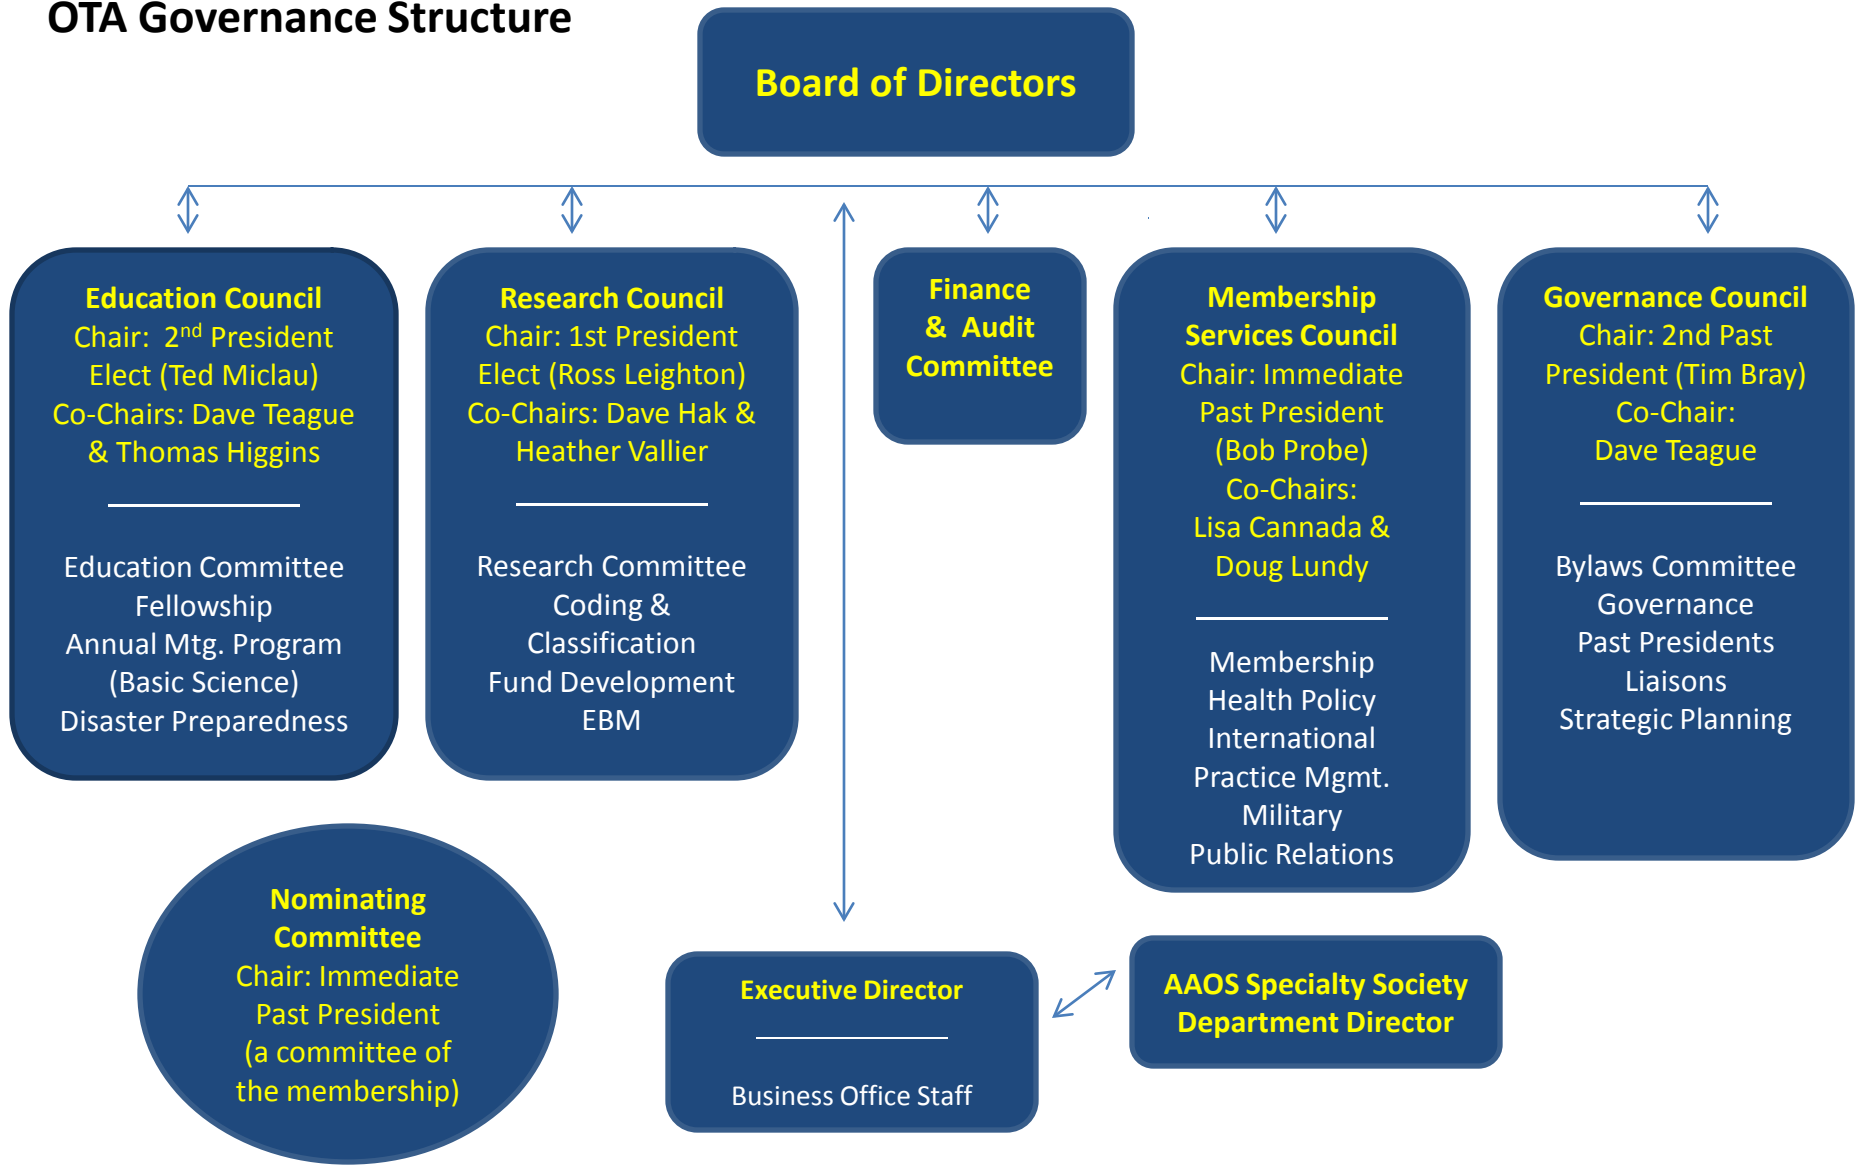 OTA Governance Structure
Board of Directors
Education Council
Chair:  2nd President
Elect (Ted Miclau)
Co-Chairs: Dave Teague
& Thomas Higgins
Education Committee
Fellowship
Annual Mtg. Program
(Basic Science)
Disaster Preparedness
Research Council
Chair: 1st President
Elect (Ross Leighton)
Co-Chairs: Dave Hak &
Heather Vallier
Research Committee
Coding &
Classification
Fund Development
EBM
Finance
&  Audit
Committee
Membership
Services Council
Chair: Immediate
Past President
(Bob Probe)
Co-Chairs:
Lisa Cannada &
Doug Lundy
Membership
Health Policy
International
Practice Mgmt.
Military
Public Relations
Governance Council
Chair: 2nd Past
President (Tim Bray)
Co-Chair:
Dave Teague
Bylaws Committee
Governance
Past Presidents
Liaisons
Strategic Planning
Nominating
Committee
Chair: Immediate
Past President
(a committee of
the membership)
Executive Director
Business Office Staff
AAOS Specialty Society
Department Director